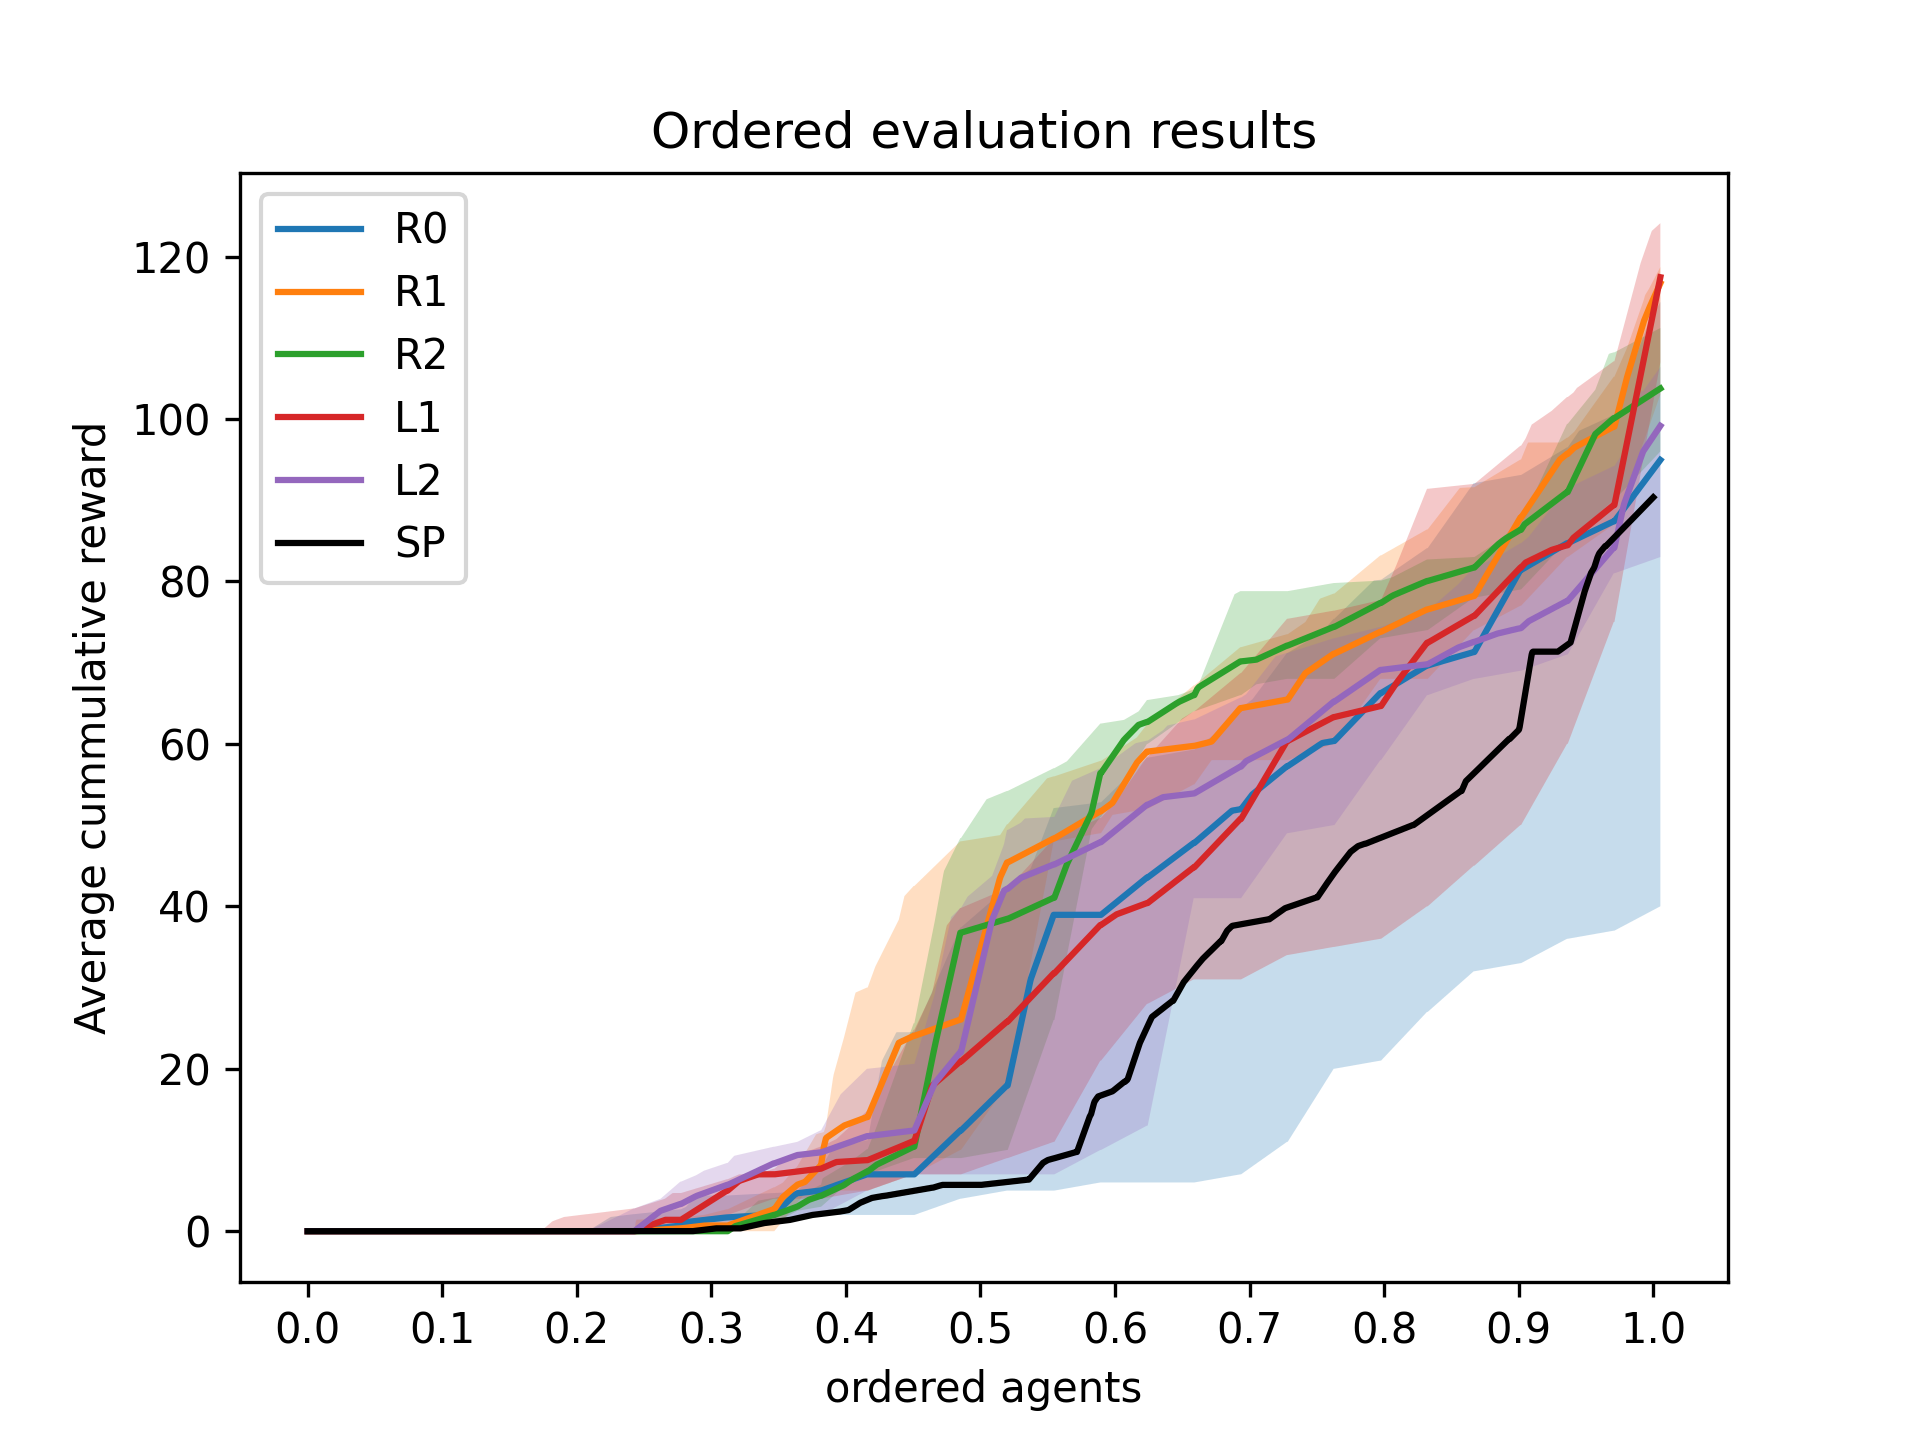 Ordered evaluation results
R0
R1
R2
L1
L2
SP
Average cummulative reward
120
100
80
60
40
20
0
0.0 0.1 0.2 0.3 0.4 0.5 0.6 0.7 0.8 0.9 1.0
ordered agents